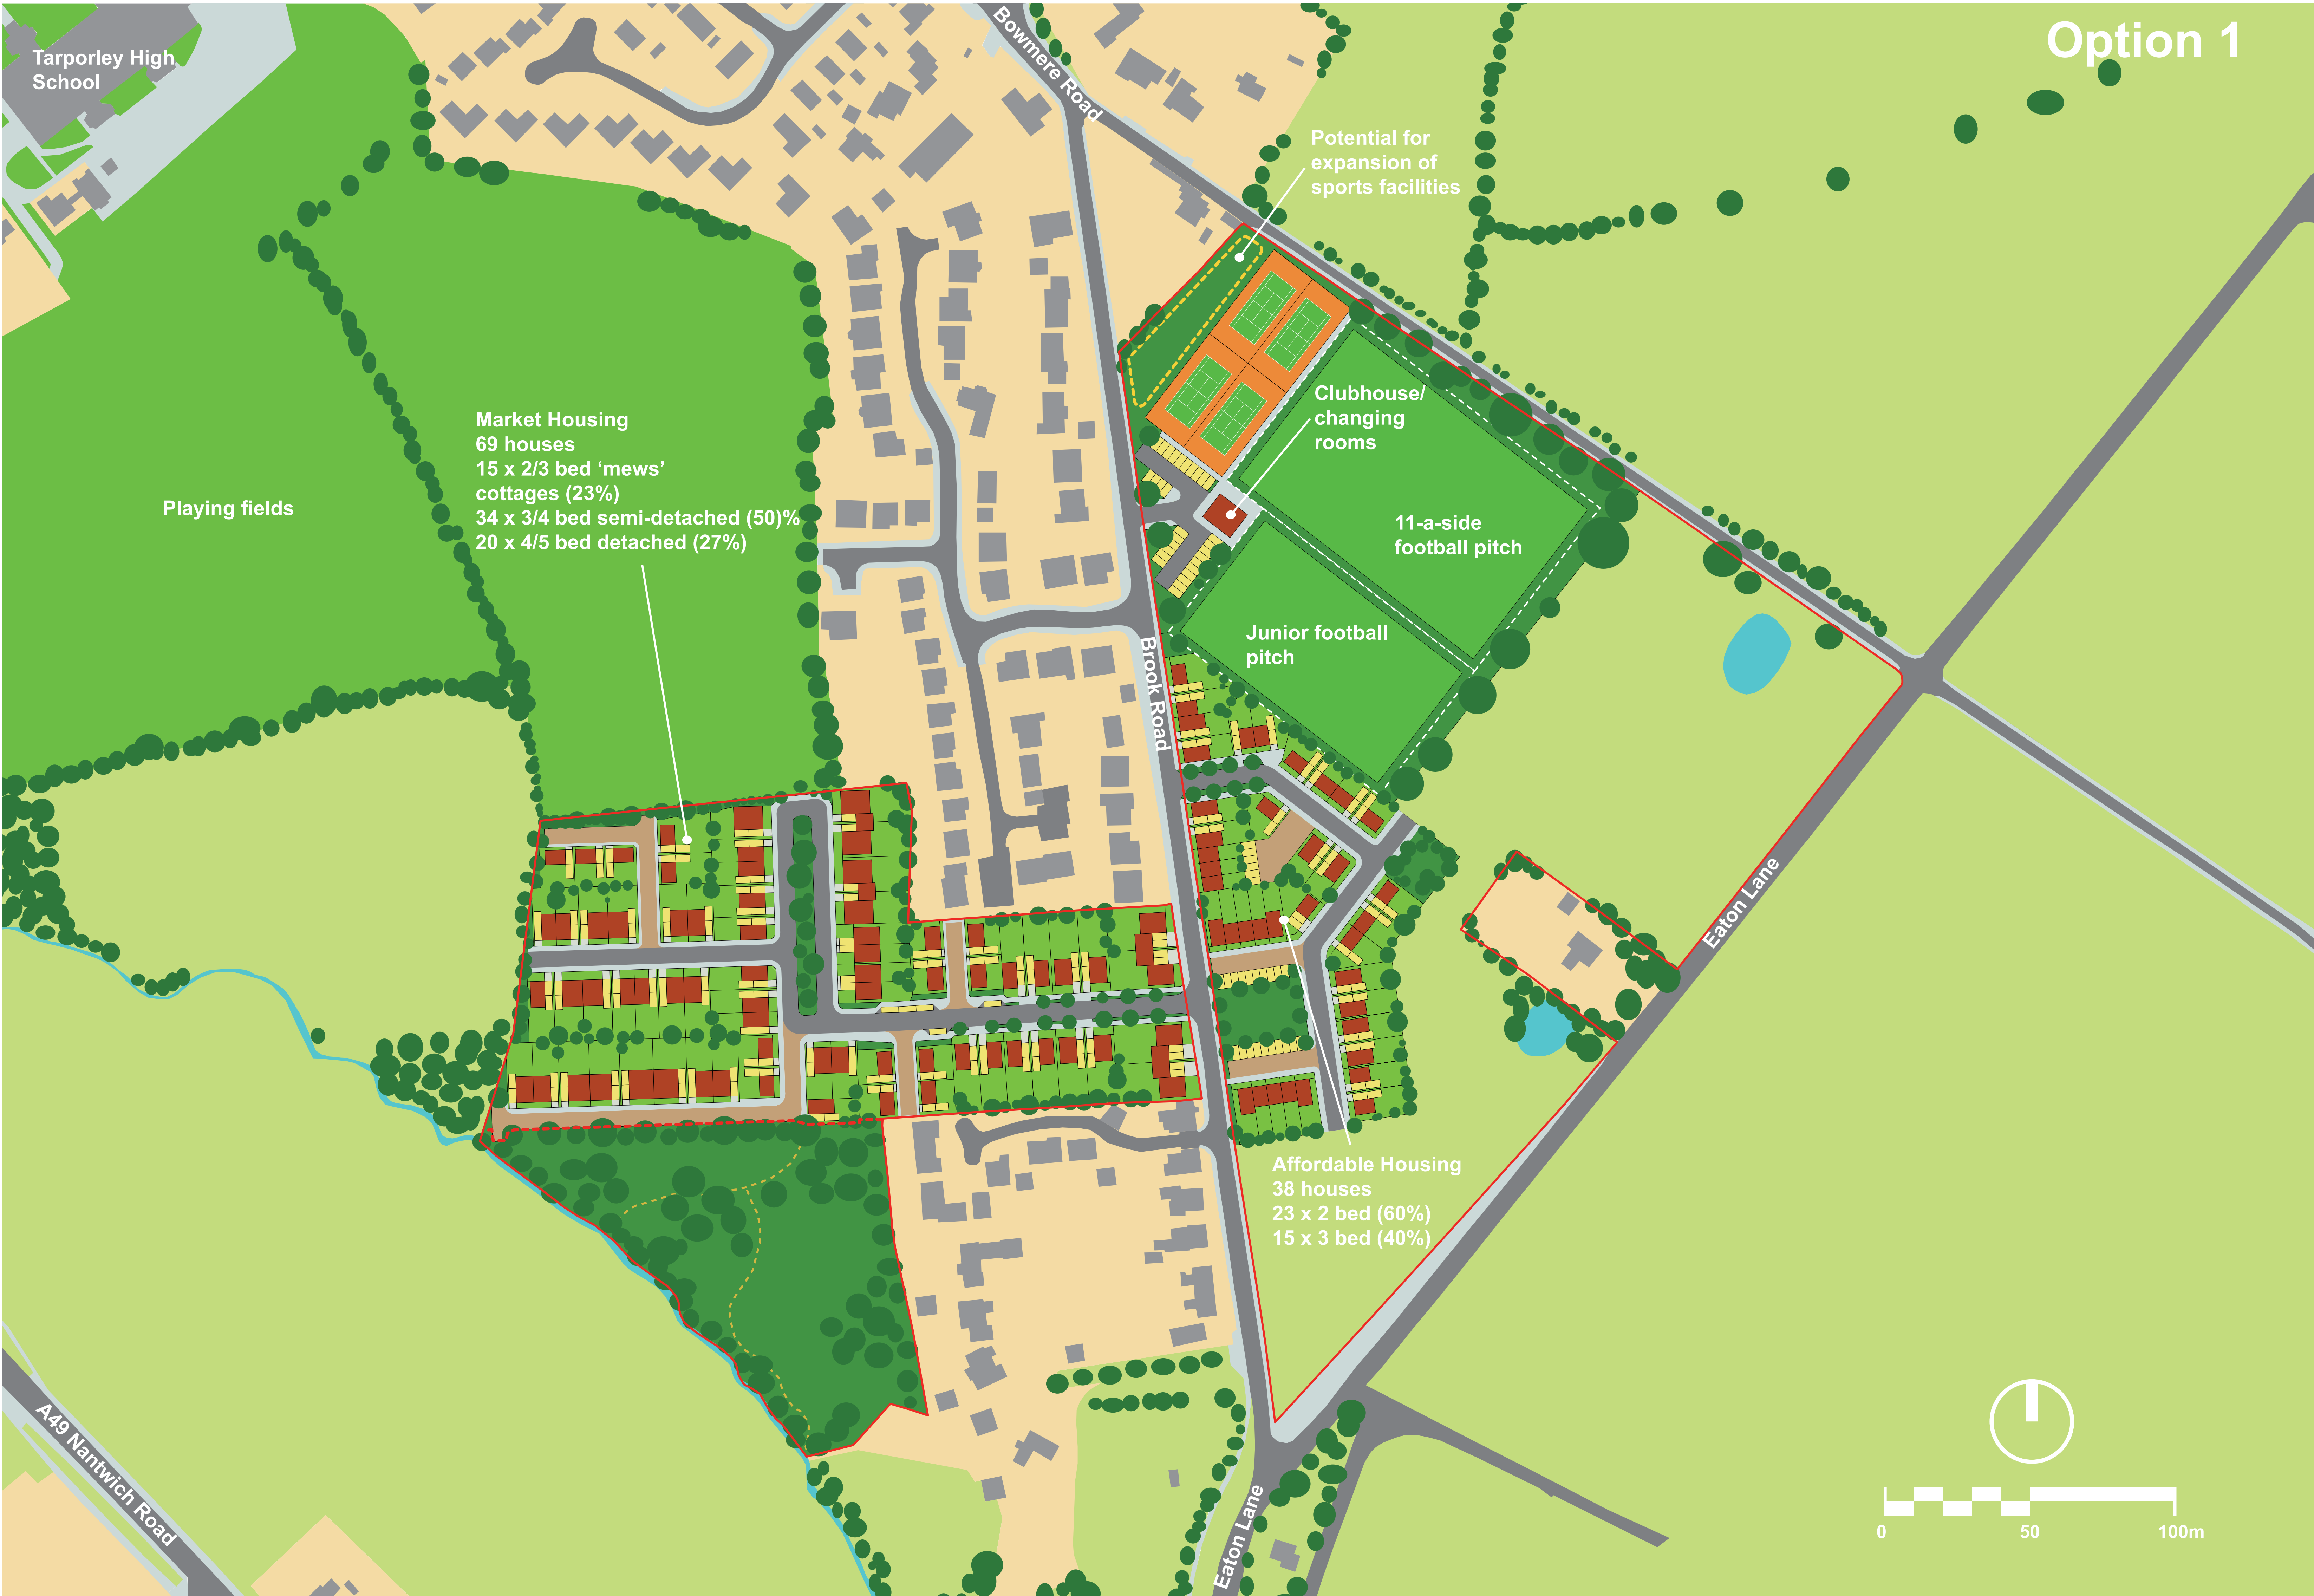 Option 1
Tarporley High
School
Bowmere Road
Potential for
expansion of
sports facilities
Market Housing
69 houses
15 x 2/3 bed ‘mews’
cottages (23%)
34 x 3/4 bed semi-detached (50)%
20 x 4/5 bed detached (27%)
Playing fields
Clubhouse/
changing
rooms
11-a-side
football pitch
Junior football
pitch
Brook Road
Eaton Lane
Affordable Housing
38 houses
23 x 2 bed (60%)
15 x 3 bed (40%)
A49 Nantwich Road
Eaton Lane
0 50 100m